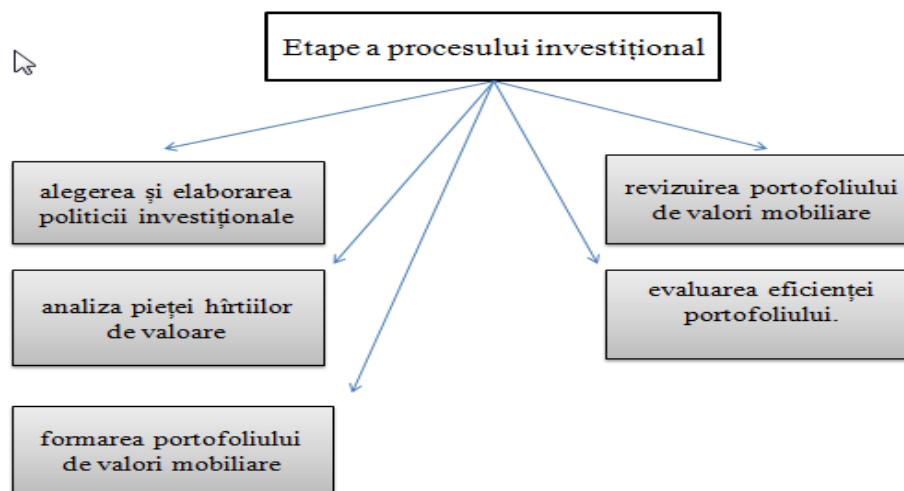 Etape a procesului investițional
alegerea și elaborarea
politicii investiționale
analiza pieței hîrtiilor
de valoare
formarea portofoliului
de valori mobiliare
revizuirea portofoliului
de valori mobiliare
evaluarea eficienței
portofoliului.